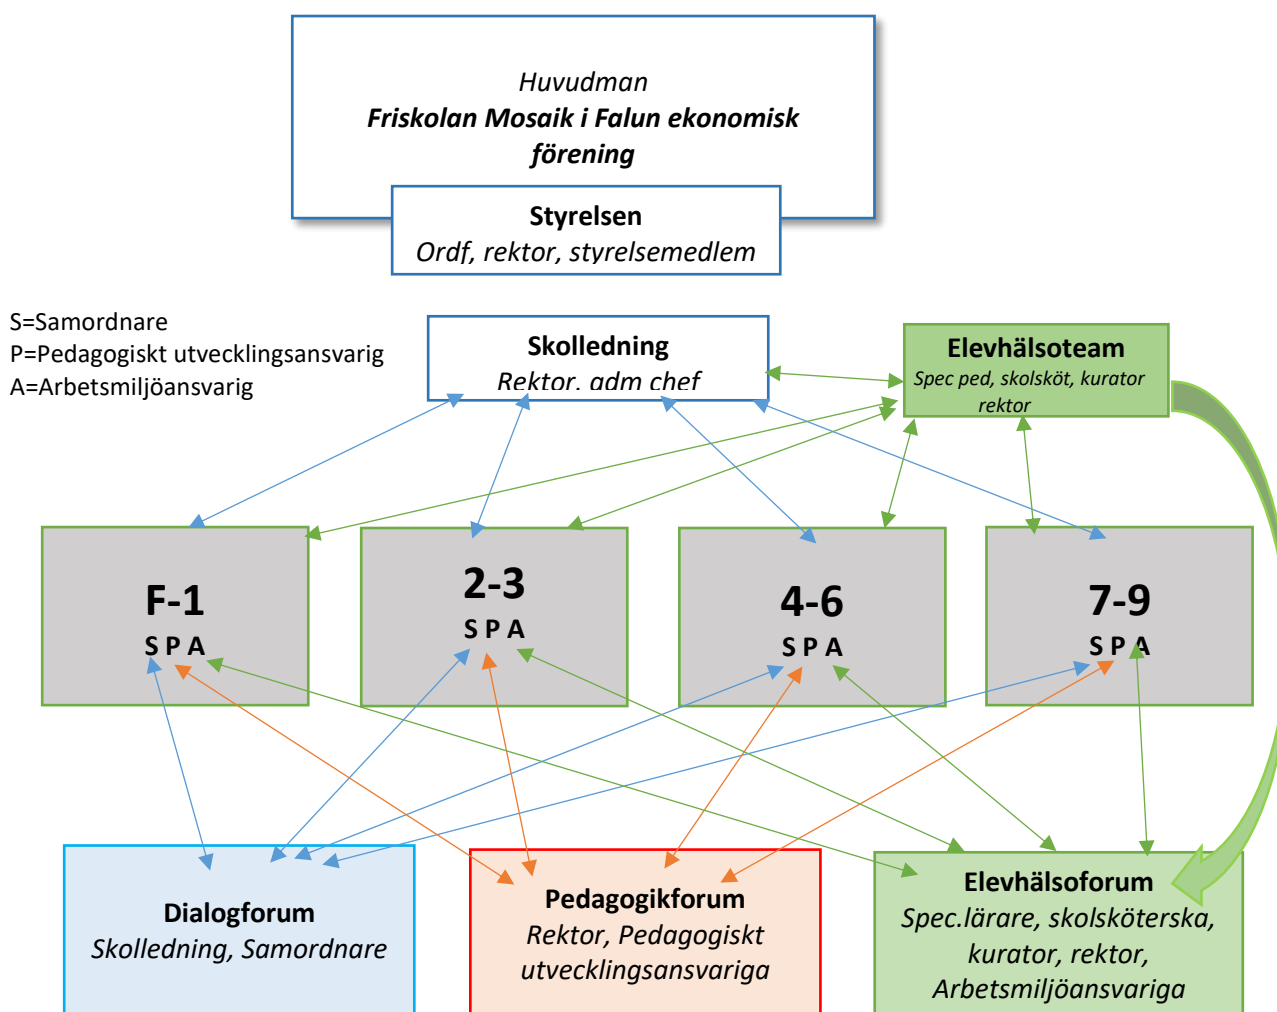 Huvudman
Friskolan Mosaik i Falun ekonomisk
förening
Styrelsen
Ordf, rektor, styrelsemedlem
S=Samordnare
P=Pedagogiskt utvecklingsansvarig
A=Arbetsmiljöansvarig
Skolledning
Rektor, adm chef
Elevhälsoteam
Spec ped, skolsköt, kurator
rektor
F-1
S P A
2-3
S P A
4-6
S P A
7-9
S P A
Dialogforum
Skolledning, Samordnare
Pedagogikforum
Rektor, Pedagogiskt
utvecklingsansvariga
Elevhälsoforum
Spec.lärare, skolsköterska,
kurator, rektor,
Arbetsmiljöansvariga